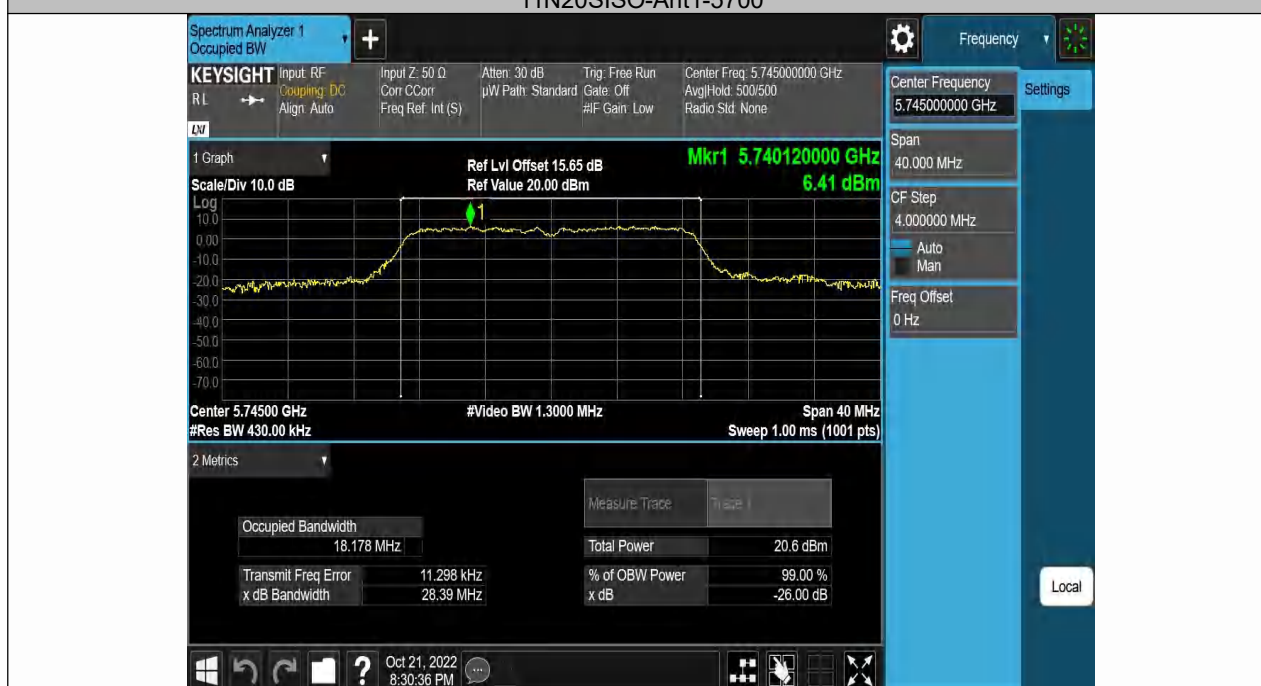 11N20SISO-Ant1-5700
Spectrum Analyzer 1
Occupied BW
+
Frequency
KEYSIGHT
RL
LXI
Input: RF
Coupling: DC
Align: Auto
Input Z: 50 Ω
Corr CCorr
Freq Ref: Int (S)
Atten: 30 dB
µW Path: Standard
Trig: Free Run
Gate: Off
#IF Gain: Low
Center Freq: 5.745000000 GHz
Avg|Hold: 500/500
Radio Std: None
Center Frequency
5.745000000 GHz
Settings
Span
40.000 MHz
CF Step
4.000000 MHz
Auto
Man
Freq Offset
0 Hz
Local
1 Graph
Scale/Div 10.0 dB
Ref Lvl Offset 15.65 dB
Ref Value 20.00 dBm
Mkr1 5.740120000 GHz
6.41 dBm
Log
10.0
0.00
-10.0
-20.0
-30.0
-40.0
-50.0
-60.0
-70.0
1
Center 5.74500 GHz
#Res BW 430.00 kHz
#Video BW 1.3000 MHz
Span 40 MHz
Sweep 1.00 ms (1001 pts)
2 Metrics
Measure Trace Trace 1
Occupied Bandwidth
18.178 MHz
Total Power 20.6 dBm
Transmit Freq Error 11.298 kHz
% of OBW Power 99.00 %
x dB Bandwidth 28.39 MHz
x dB -26.00 dB
?
Oct 21, 2022
8:30:36 PM